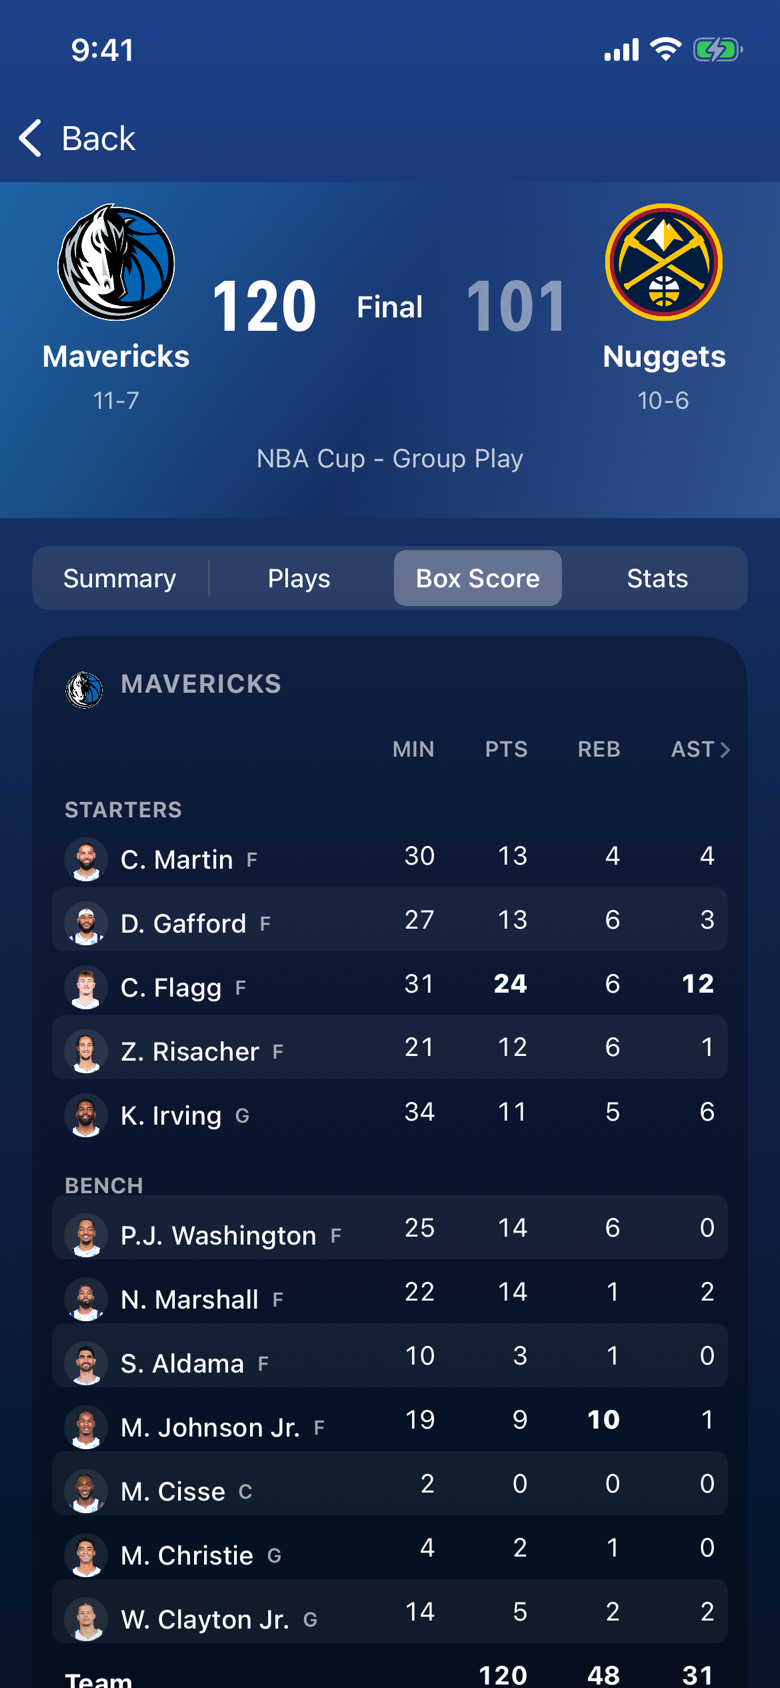 9:41
Back
120 Final 101
Mavericks Nuggets
11-7 10-6
NBA Cup - Group Play
Summary Plays Box Score Stats
MAVERICKS
MIN PTS REB AST
STARTERS
C. Martin F 30 13 4 4
D. Gafford F 27 13 6 3
C. Flagg F 31 24 6 12
Z. Risacher F 21 12 6 1
K. Irving G 34 11 5 6
BENCH
P.J. Washington F 25 14 6 0
N. Marshall F 22 14 1 2
S. Aldama F 10 3 1 0
M. Johnson Jr. F 19 9 10 1
M. Cisse C 2 0 0 0
M. Christie G 4 2 1 0
W. Clayton Jr. G 14 5 2 2
Team 120 48 31